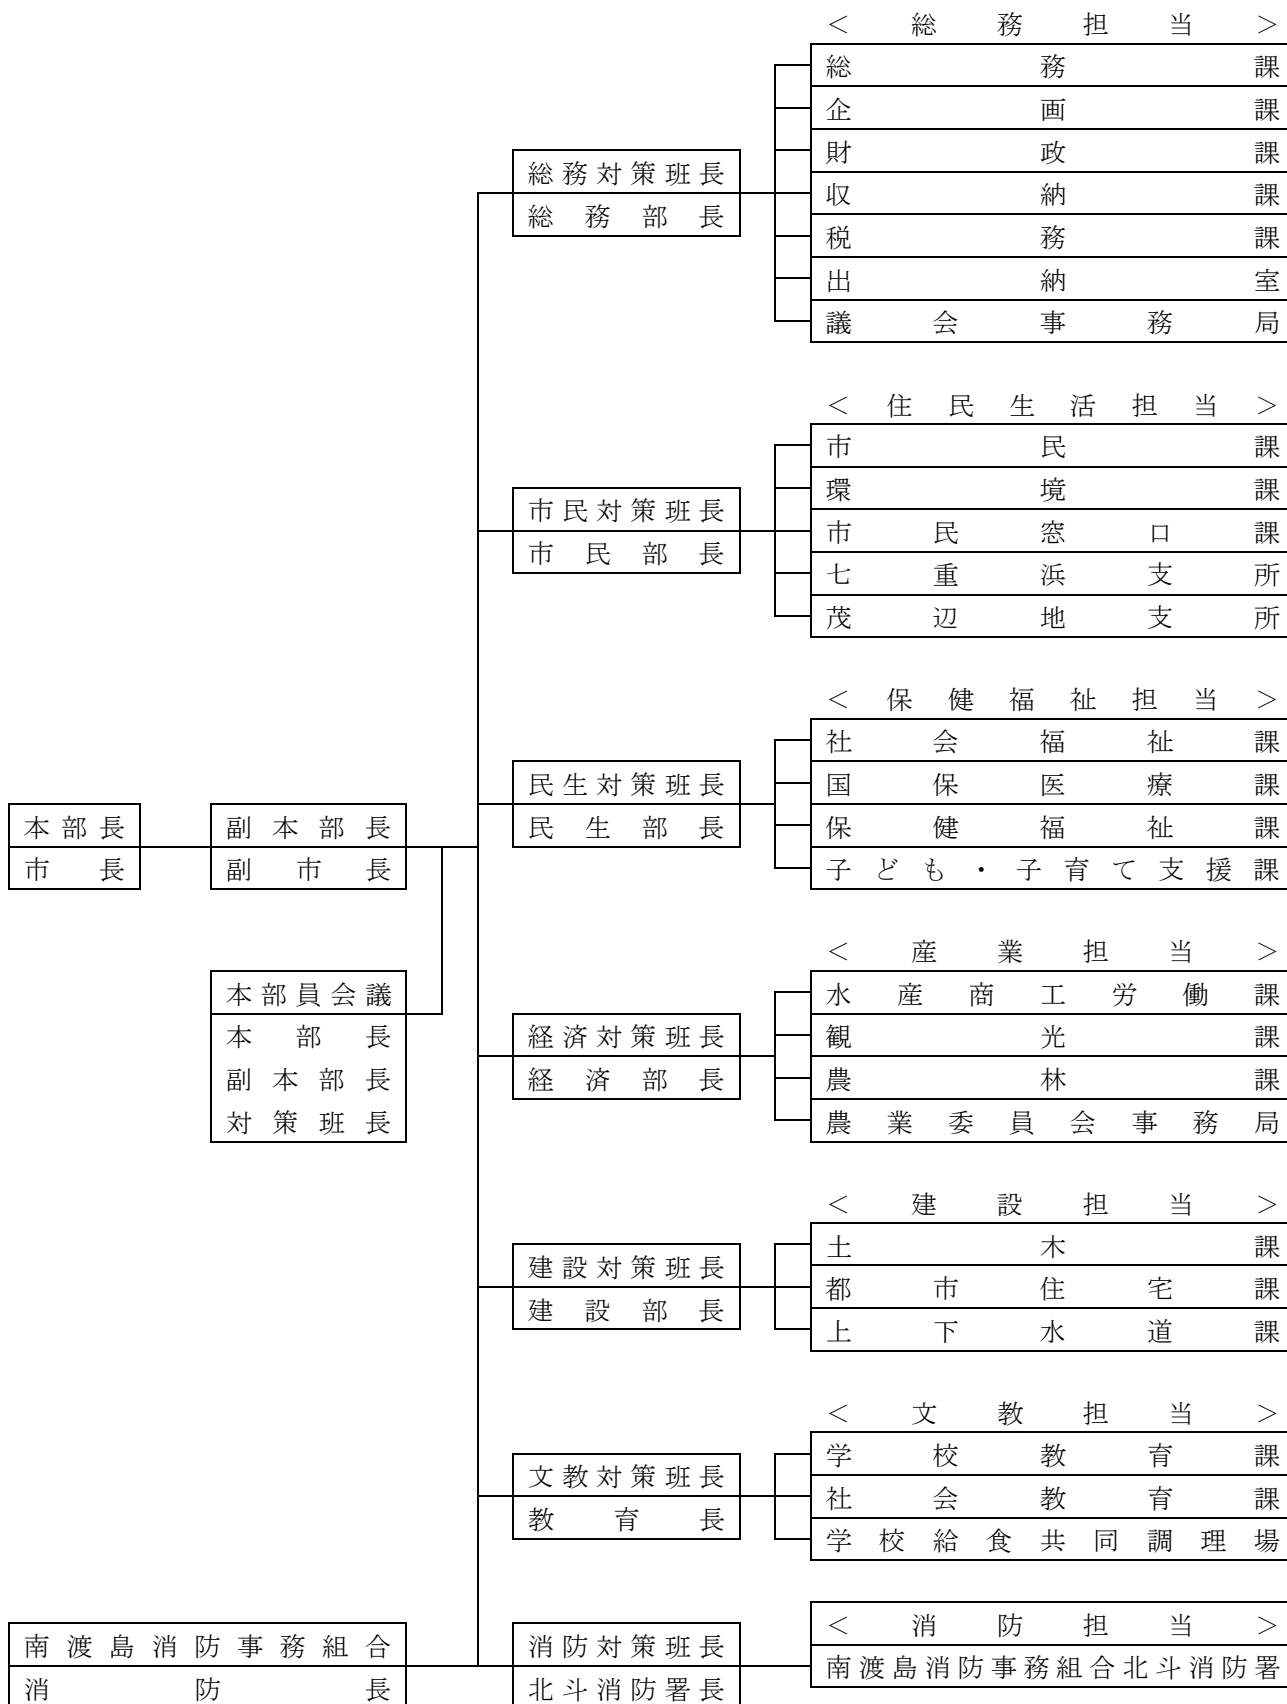 ＜総務担当＞
総務課
企画課
財政課
収納課
税務課
出納室
議会事務局
総務対策班長
総務部長
＜住民生活担当＞
市民課
環境課
市民窓口課
七重浜支所
茂辺地支所
市民対策班長
市民部長
＜保健福祉担当＞
社会福祉課
国保医療課
保健福祉課
子ども・子育て支援課
民生対策班長
民生部長
本部長
市長
副本部長
副市長
本部員会議
本部長
副本部長
対策班長
＜産業担当＞
水産商工労働課
観光課
農林課
農業委員会事務局
経済対策班長
経済部長
＜建設担当＞
土木課
都市住宅課
上下水道課
建設対策班長
建設部長
＜文教担当＞
学校教育課
社会教育課
学校給食共同調理場
文教対策班長
教育長
南渡島消防事務組合
消防長
消防対策班長
北斗消防署長
＜消防担当＞
南渡島消防事務組合北斗消防署